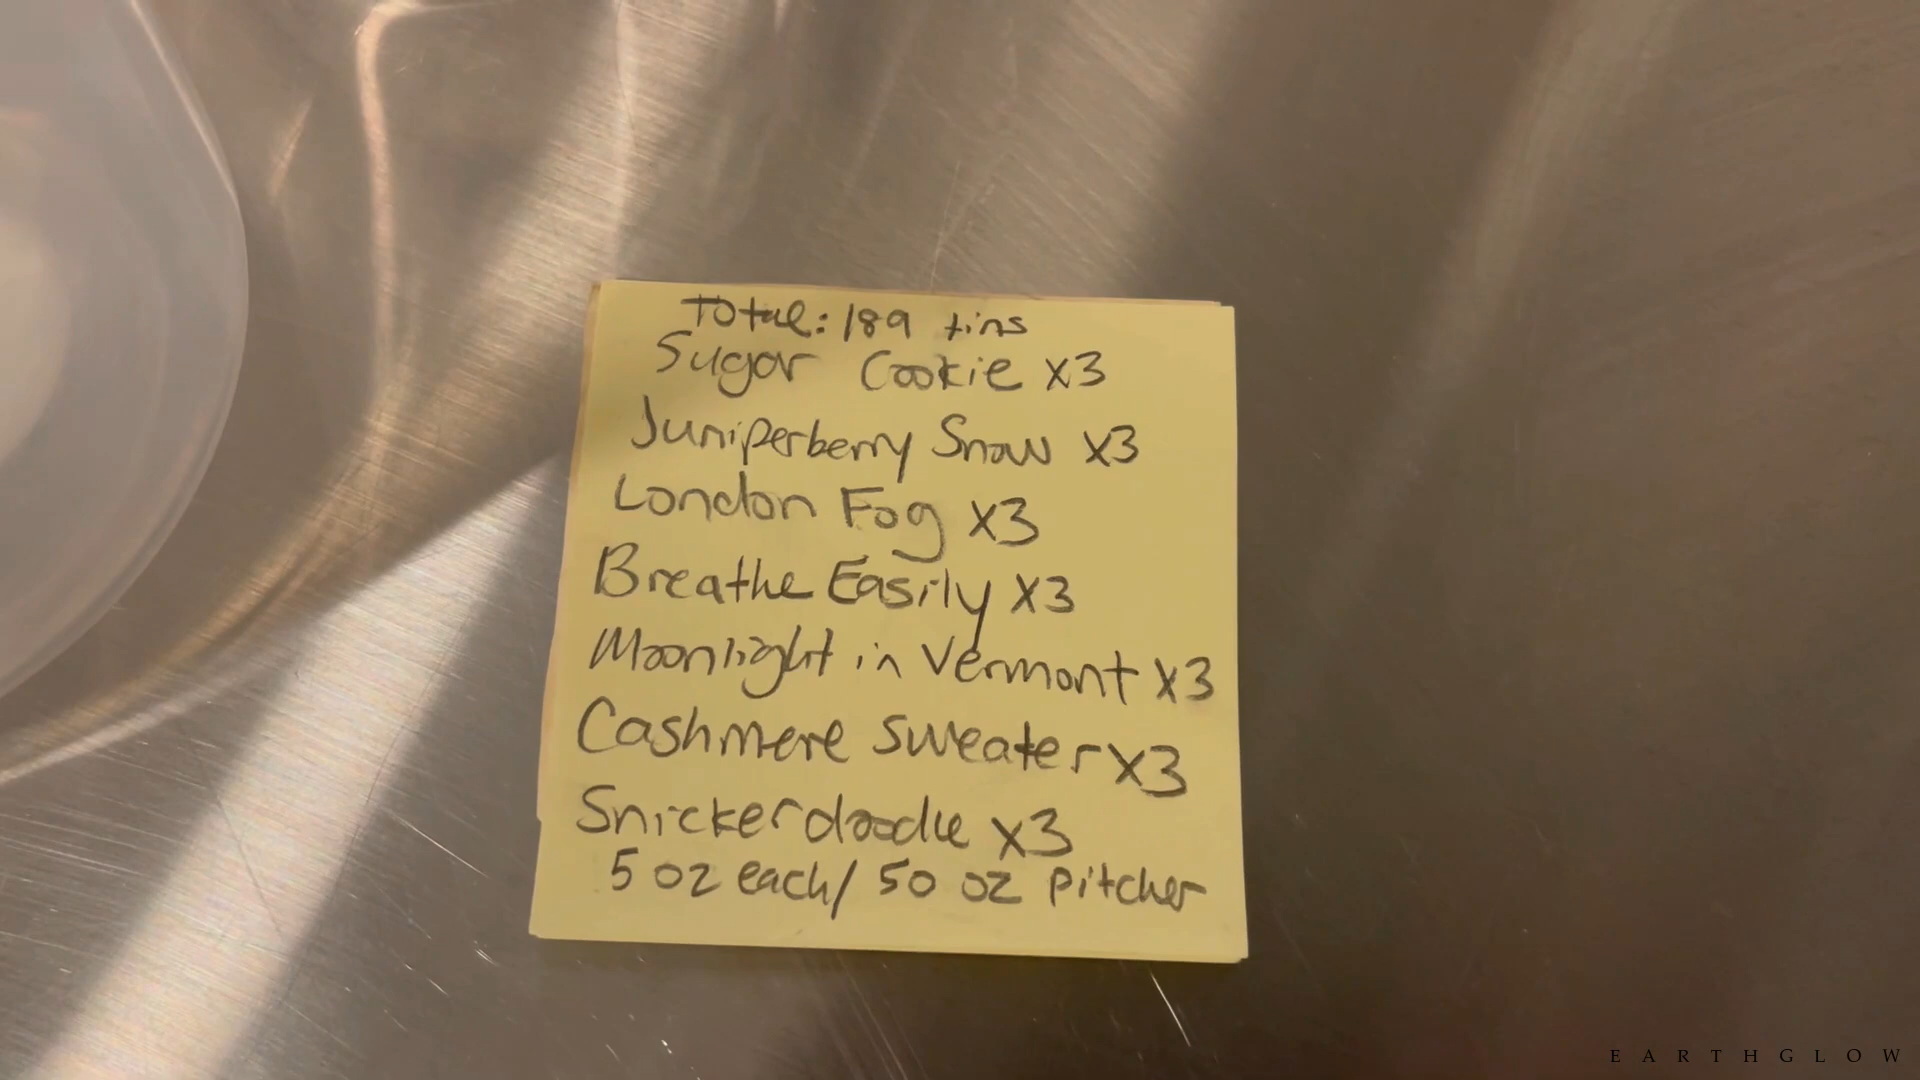 Total: 189 tins
Sugar Cookie x3
Juniperberry Snow x3
London Fog x3
Breathe Easily x3
Moonlight in Vermont x3
Cashmere Sweater x3
Snickerdoodle x3
5 oz each/ 50 oz pitcher
EARTHGLOW